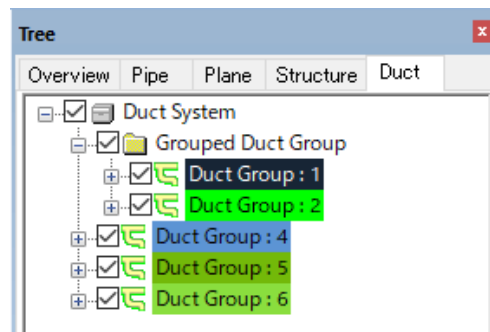 Tree
Overview Pipe Plane Structure Duct
Duct System
Grouped Duct Group
Duct Group : 1
Duct Group : 2
Duct Group : 4
Duct Group : 5
Duct Group : 6